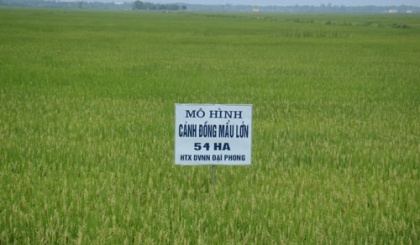 MÔ HÌNH
CÁNH ĐỒNG MẪU LỚN
54 HA
HTX DVNN ĐẠI PHONG